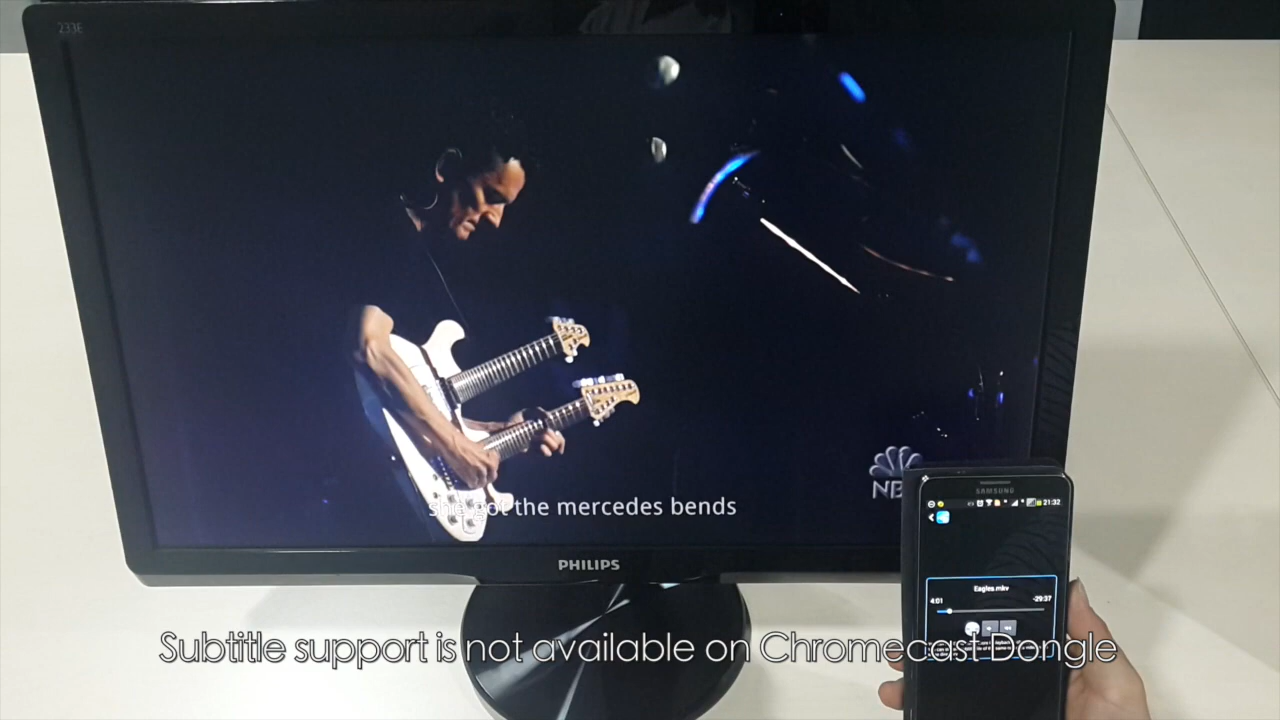 233E
she got the mercedes bends
NB
SAMSUNG
21:32
Eagles.mkv
4:01
-29:37
PHILIPS
Subtitle support is not available on Chromecast Dongle